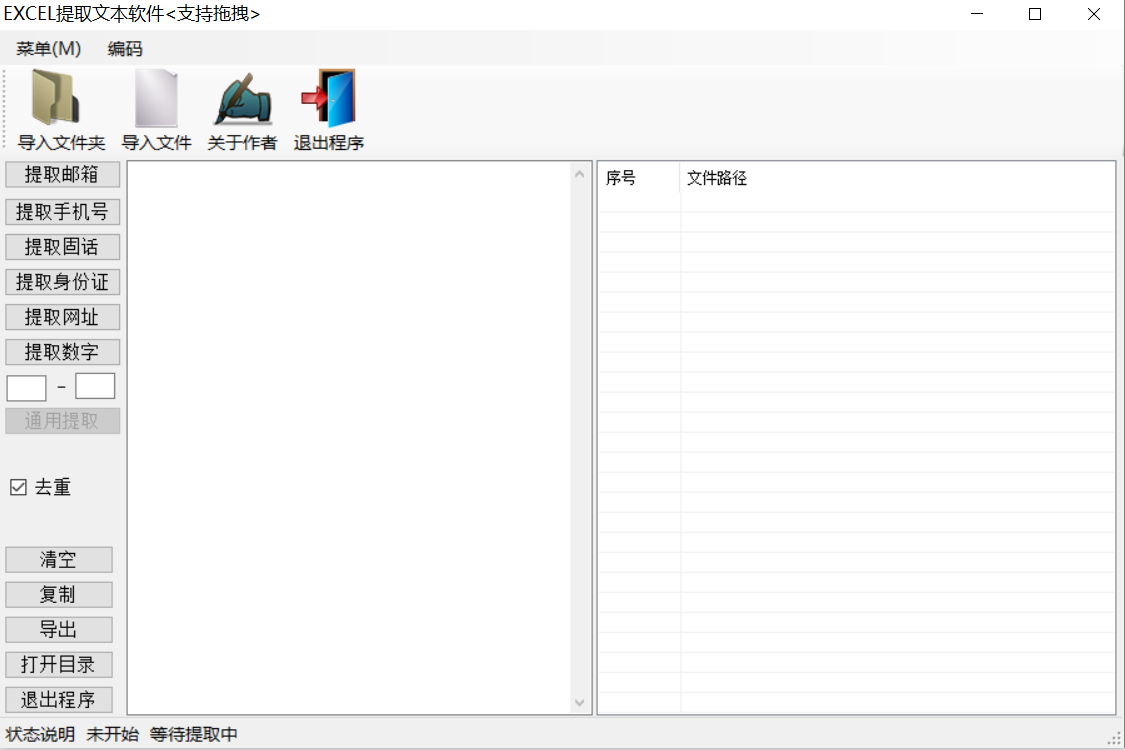 EXCEL提取文本软件<支持拖拽>
菜单(M) 编码
导入文件夹 导入文件 关于作者 退出程序
提取邮箱
提取手机号
提取固话
提取身份证
提取网址
提取数字
-
通用提取
去重
清空
复制
导出
打开目录
退出程序
序号 文件路径
状态说明 未开始 等待提取中